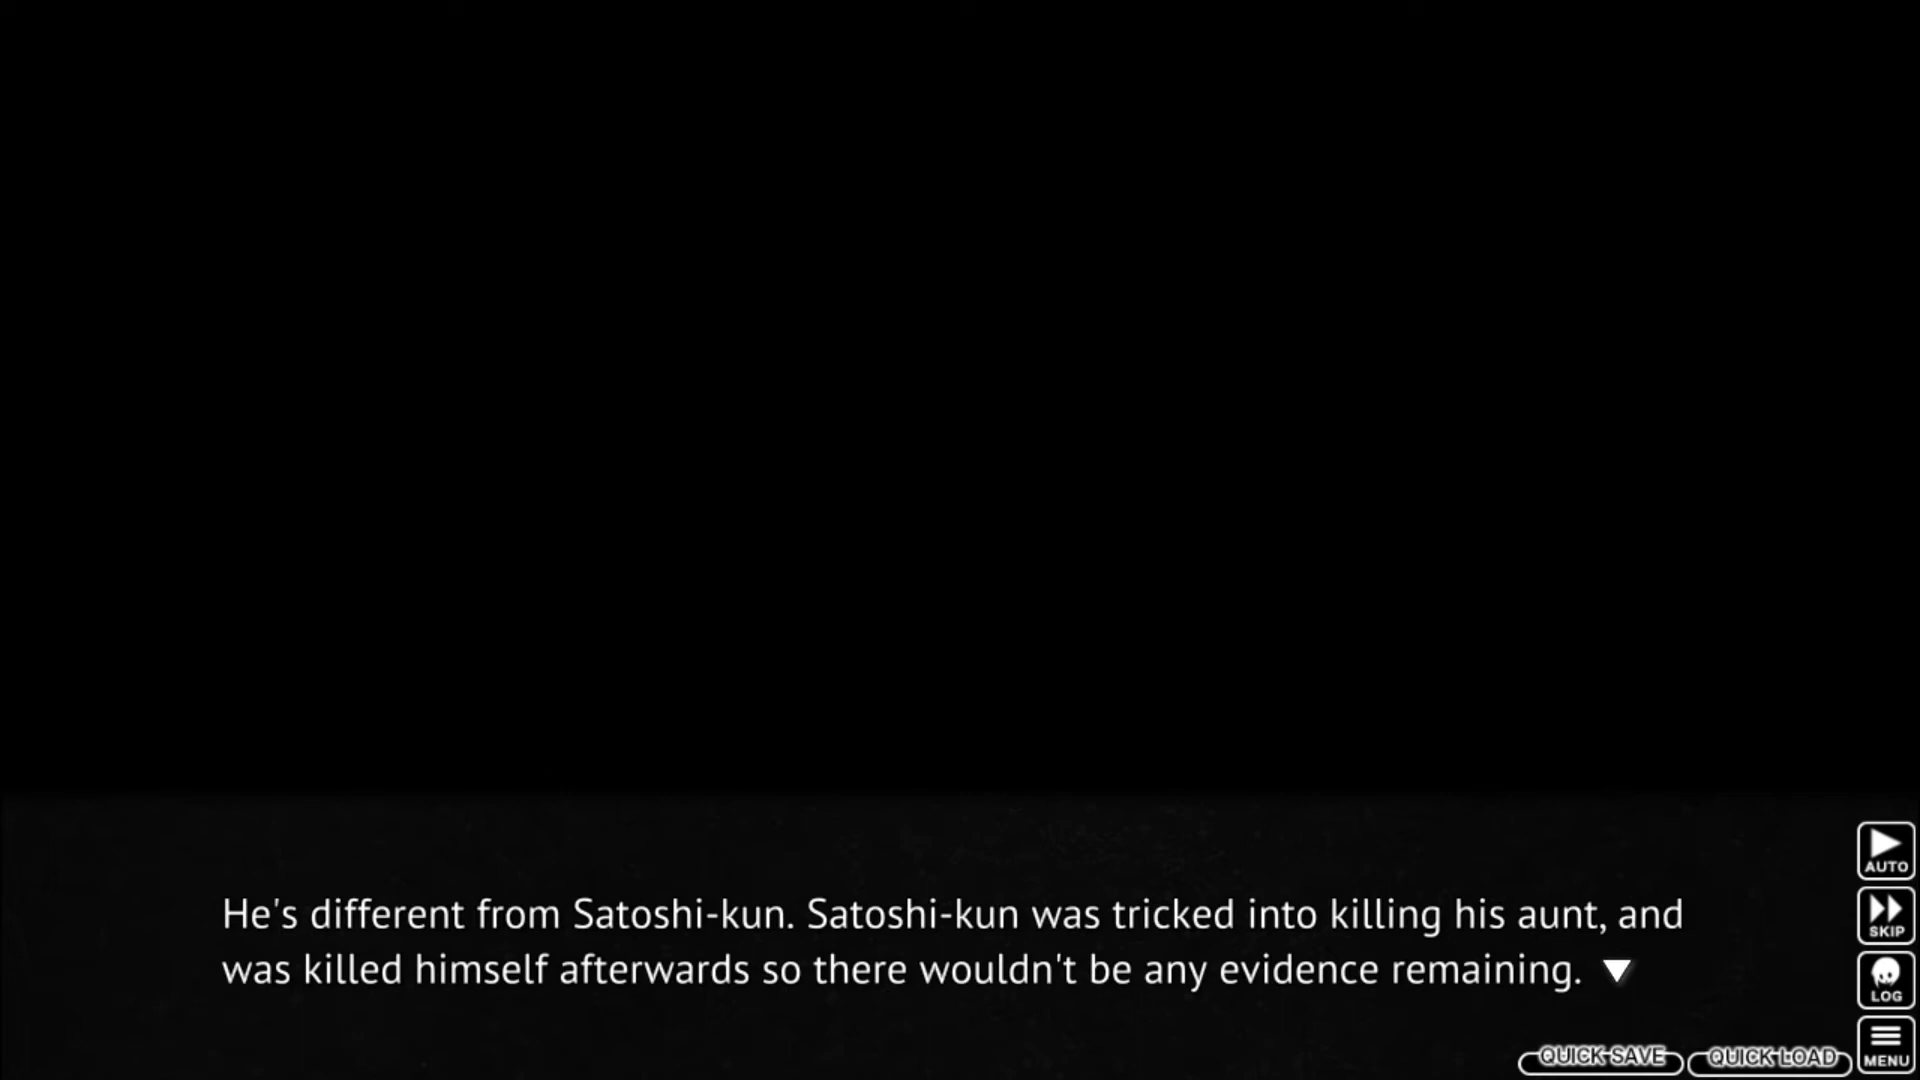 He's different from Satoshi-kun. Satoshi-kun was tricked into killing his aunt, and
was killed himself afterwards so there wouldn't be any evidence remaining.
AUTO
SKIP
LOG
MENU
QUICK SAVE
QUICK LOAD